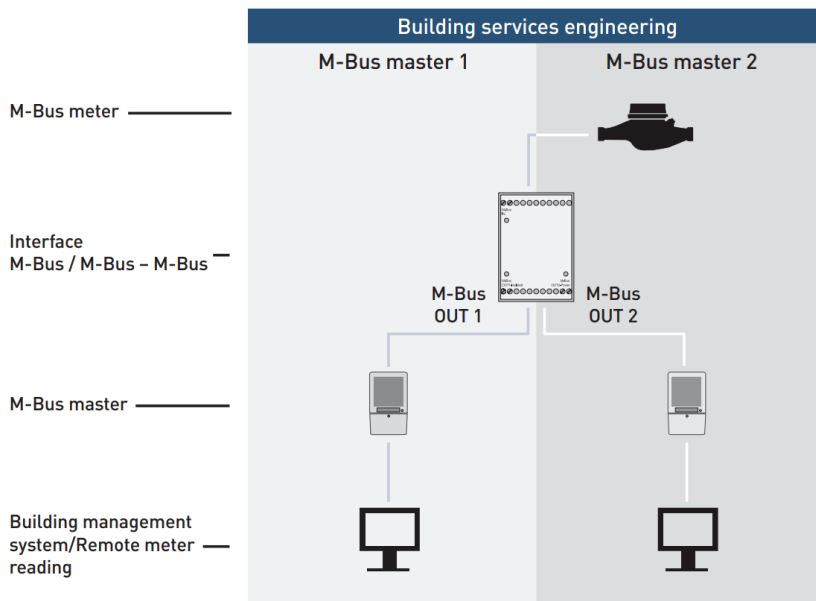 Building services engineering
M-Bus master 1
M-Bus master 2
M-Bus meter
Interface
M-Bus / M-Bus – M-Bus
M-Bus
OUT 1
M-Bus
OUT 2
M-Bus master
Building management
system/Remote meter
reading